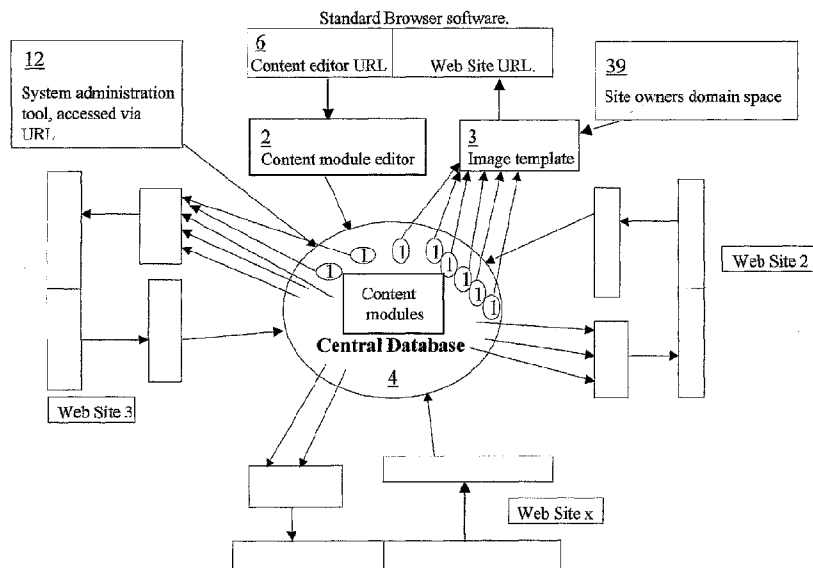 Standard Browser software.
6
Content editor URL
Web Site URL.
12
System administration
tool, accessed via
URL
39
Site owners domain space
2
Content module editor
3
Image template
1
1
1
1
1
1
1
1
Content
modules
Central Database
4
Web Site 2
Web Site 3
Web Site x